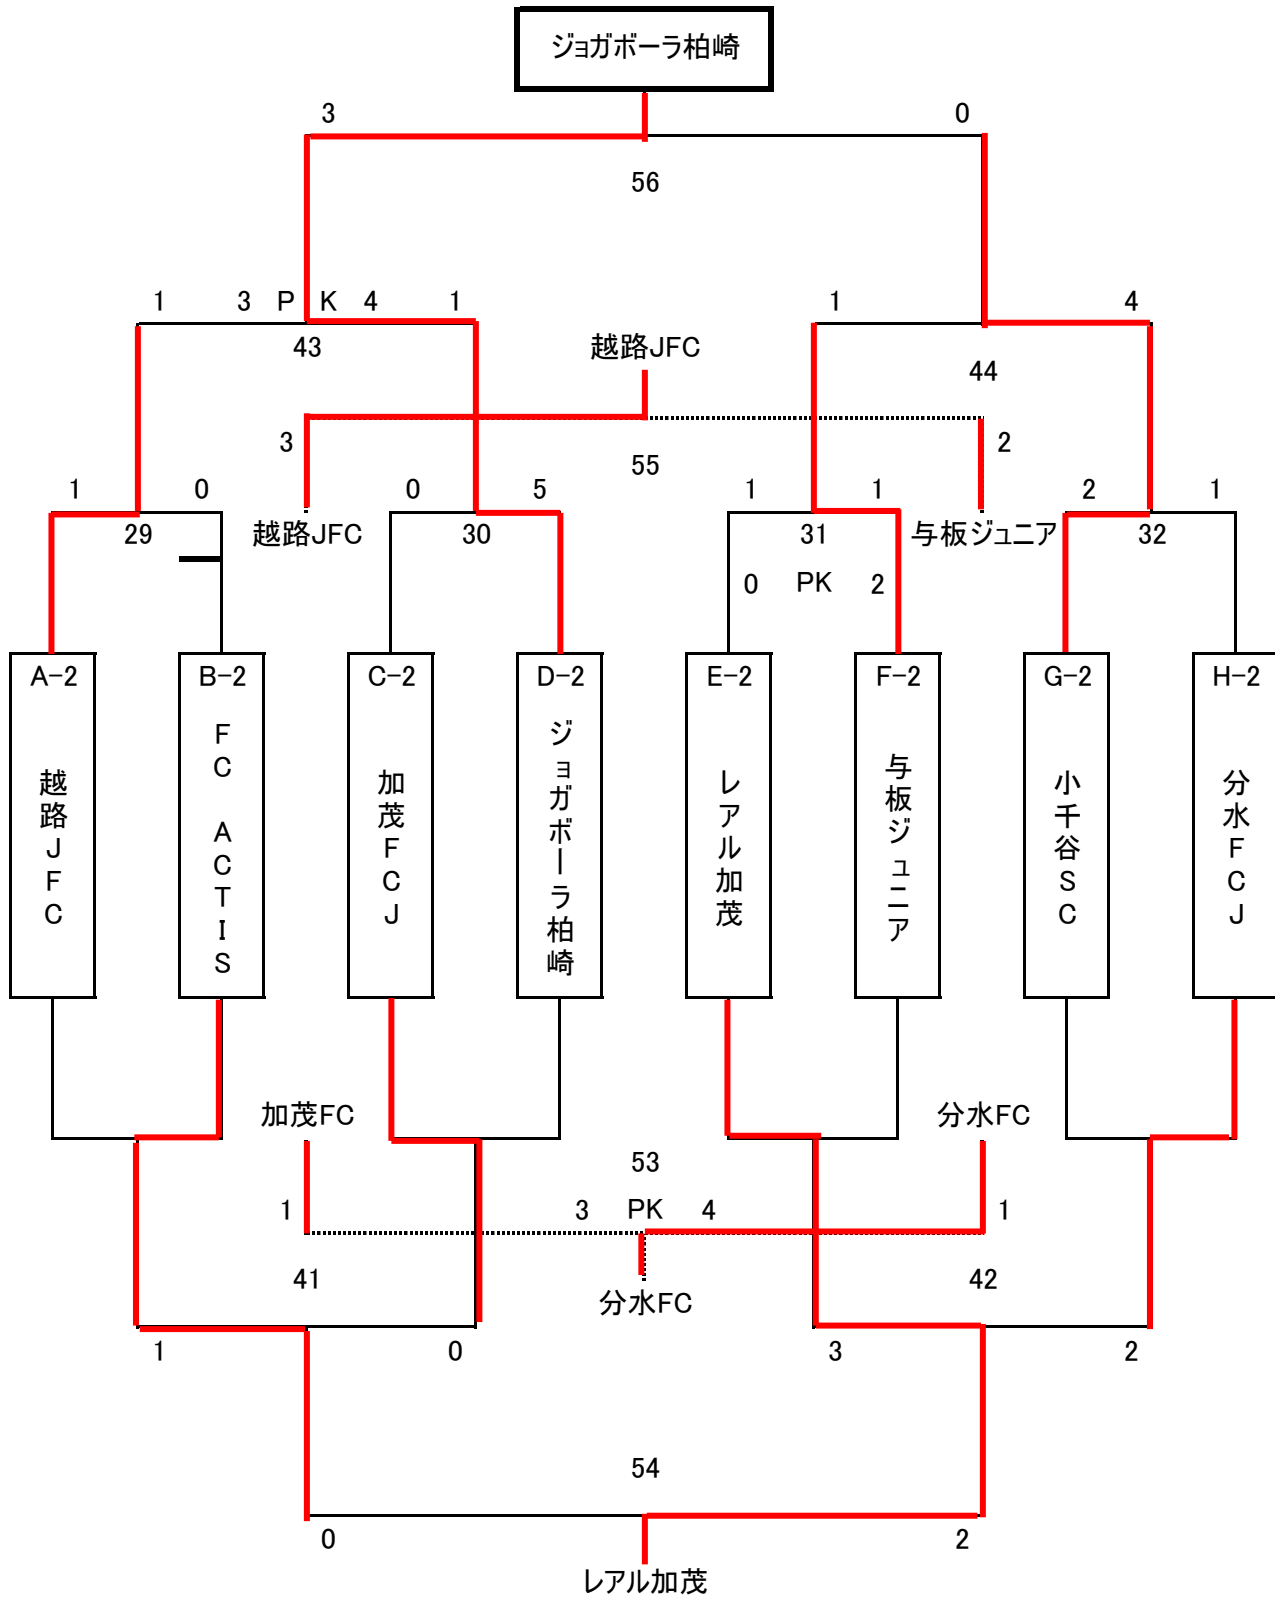 ジョガボーラ柏崎
3 0
56
1 3 P K 4 1 1 4
43 越路JFC 44
3 2
55
1 0 0 5 1 1 2 1
29 越路JFC 30 31 与板ジュニア 32
0 PK 2
A-2 B-2 C-2 D-2 E-2 F-2 G-2 H-2
越路JFC
FC ACTIS
加茂FCJ
ジョガボーラ柏崎
レアル加茂
与板ジュニア
小千谷SC
分水FCJ
加茂FC 分水FC
53
1 3 PK 4 1
41 42
分水FC
1 0 3 2
54
0 2
レアル加茂